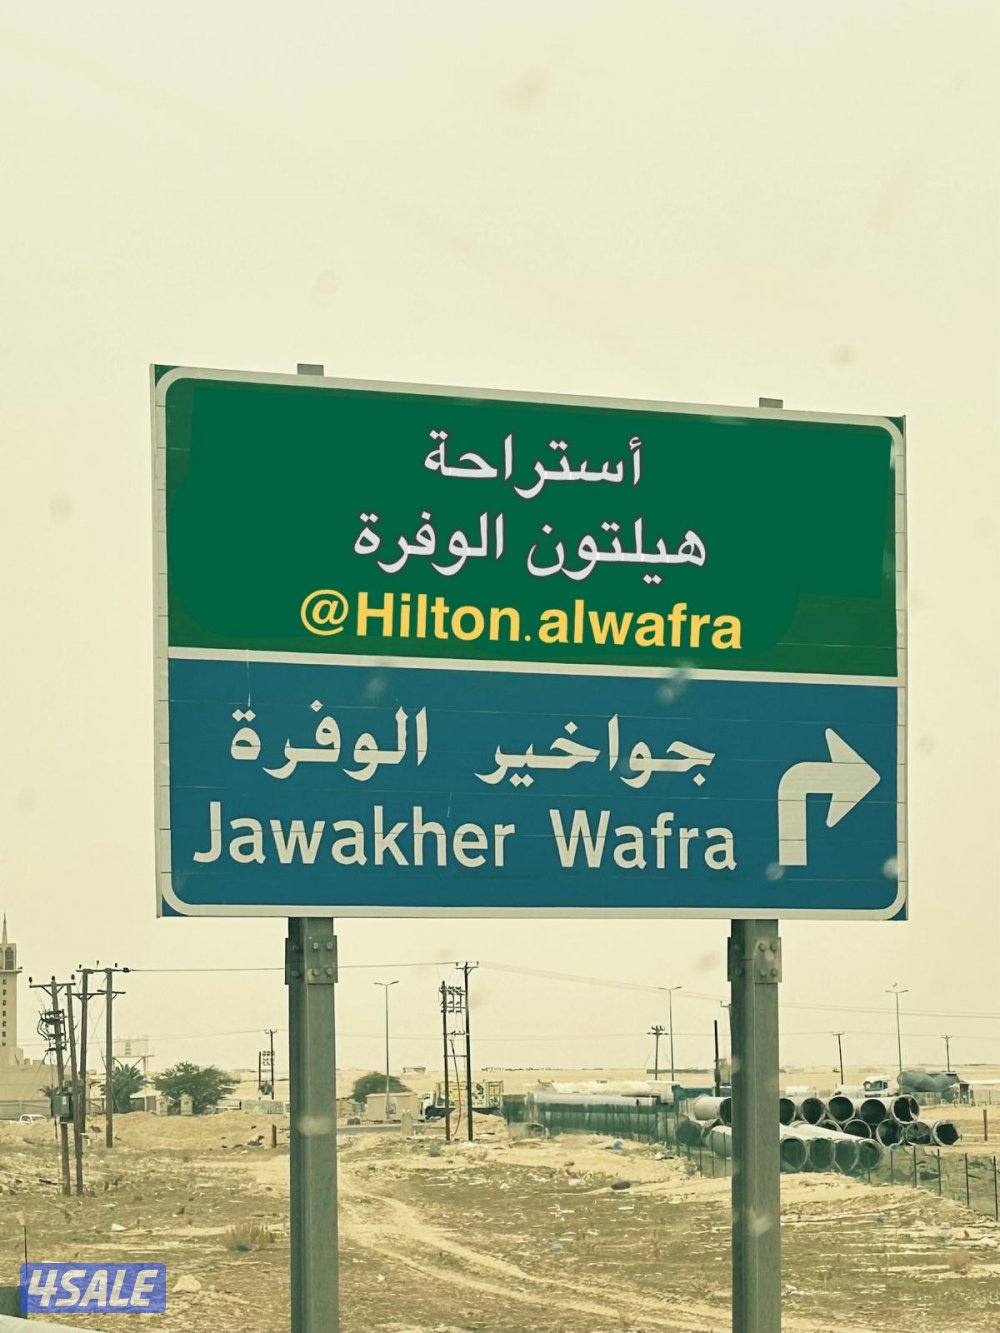 أستراحة
هيلتون الوفرة
@Hilton.alwafra
جواخير الوفرة
Jawakher Wafra
4SALE